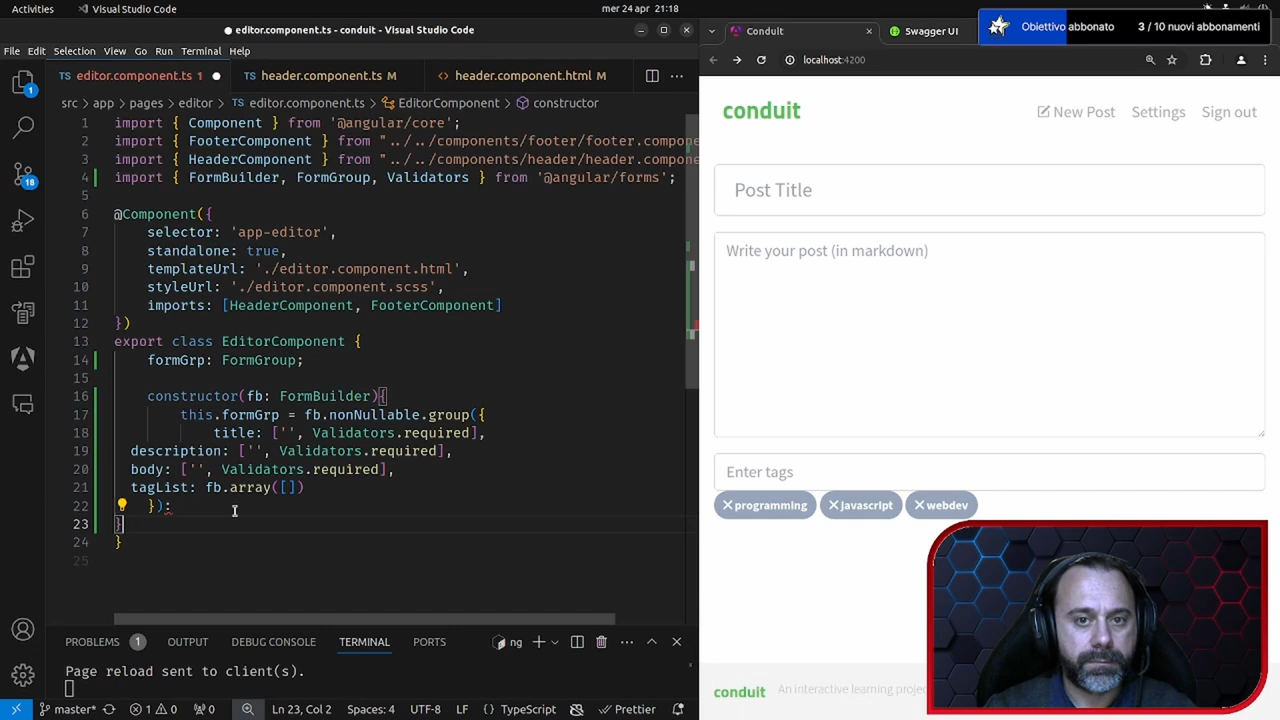 Activities
Visual Studio Code
mer 24 apr 21:18
editor.component.ts - conduit - Visual Studio Code
File Edit Selection View Go Run Terminal Help
editor.component.ts 1
header.component.ts M
header.component.html M
src > app > pages > editor > editor.component.ts > EditorComponent > constructor
1 import { Component } from '@angular/core';
2 import { FooterComponent } from "../../components/footer/footer.compone
3 import { HeaderComponent } from "../../components/header/header.compone
4 import { FormBuilder, FormGroup, Validators } from '@angular/forms';
5
6 @Component({
7 selector: 'app-editor',
8 standalone: true,
9 templateUrl: './editor.component.html',
10 styleUrl: './editor.component.scss',
11 imports: [HeaderComponent, FooterComponent]
12 })
13 export class EditorComponent {
14 formGrp: FormGroup;
15
16 constructor(fb: FormBuilder){
17 this.formGrp = fb.nonNullable.group({
18 title: ['', Validators.required],
19 description: ['', Validators.required],
20 body: ['', Validators.required],
21 tagList: fb.array([])
22 }):
23 }
24 }
25
PROBLEMS 1 OUTPUT DEBUG CONSOLE TERMINAL PORTS
ng
Page reload sent to client(s).
master
0 0
0
Ln 23, Col 2
Spaces: 4
UTF-8
LF
{} TypeScript
Prettier
1
18
Conduit
Swagger UI
Obiettivo abbonato
3 / 10 nuovi abbonamenti
localhost:4200
conduit
New Post
Settings
Sign out
Post Title
Write your post (in markdown)
Enter tags
programming
javascript
webdev
conduit
An interactive learning projec